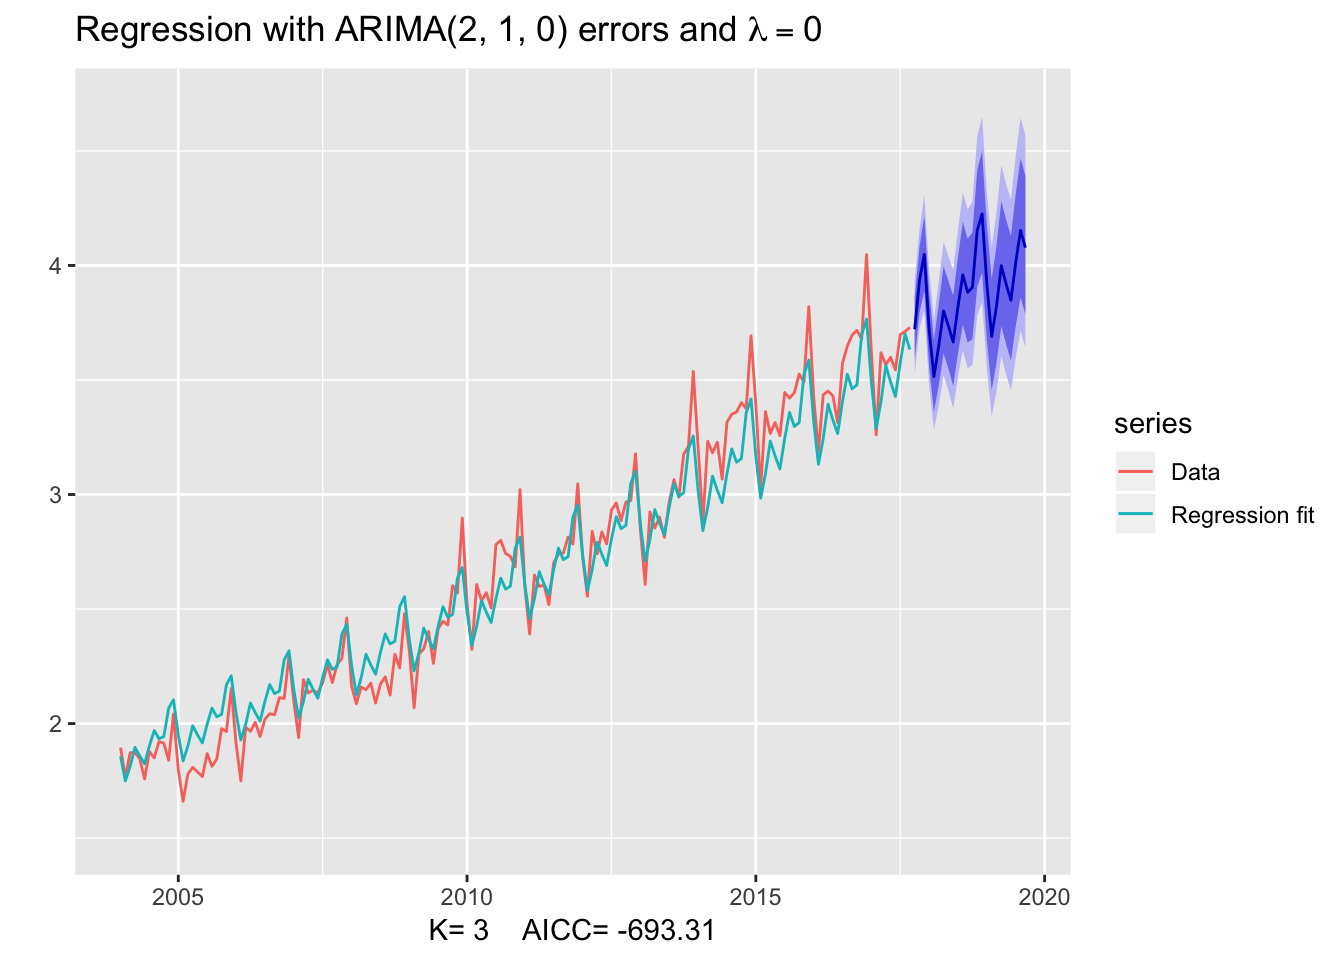 Regression with ARIMA(2, 1, 0) errors and λ = 0
4
3
2
series
Data
Regression fit
2005 2010 2015 2020
K= 3 AICC= -693.31